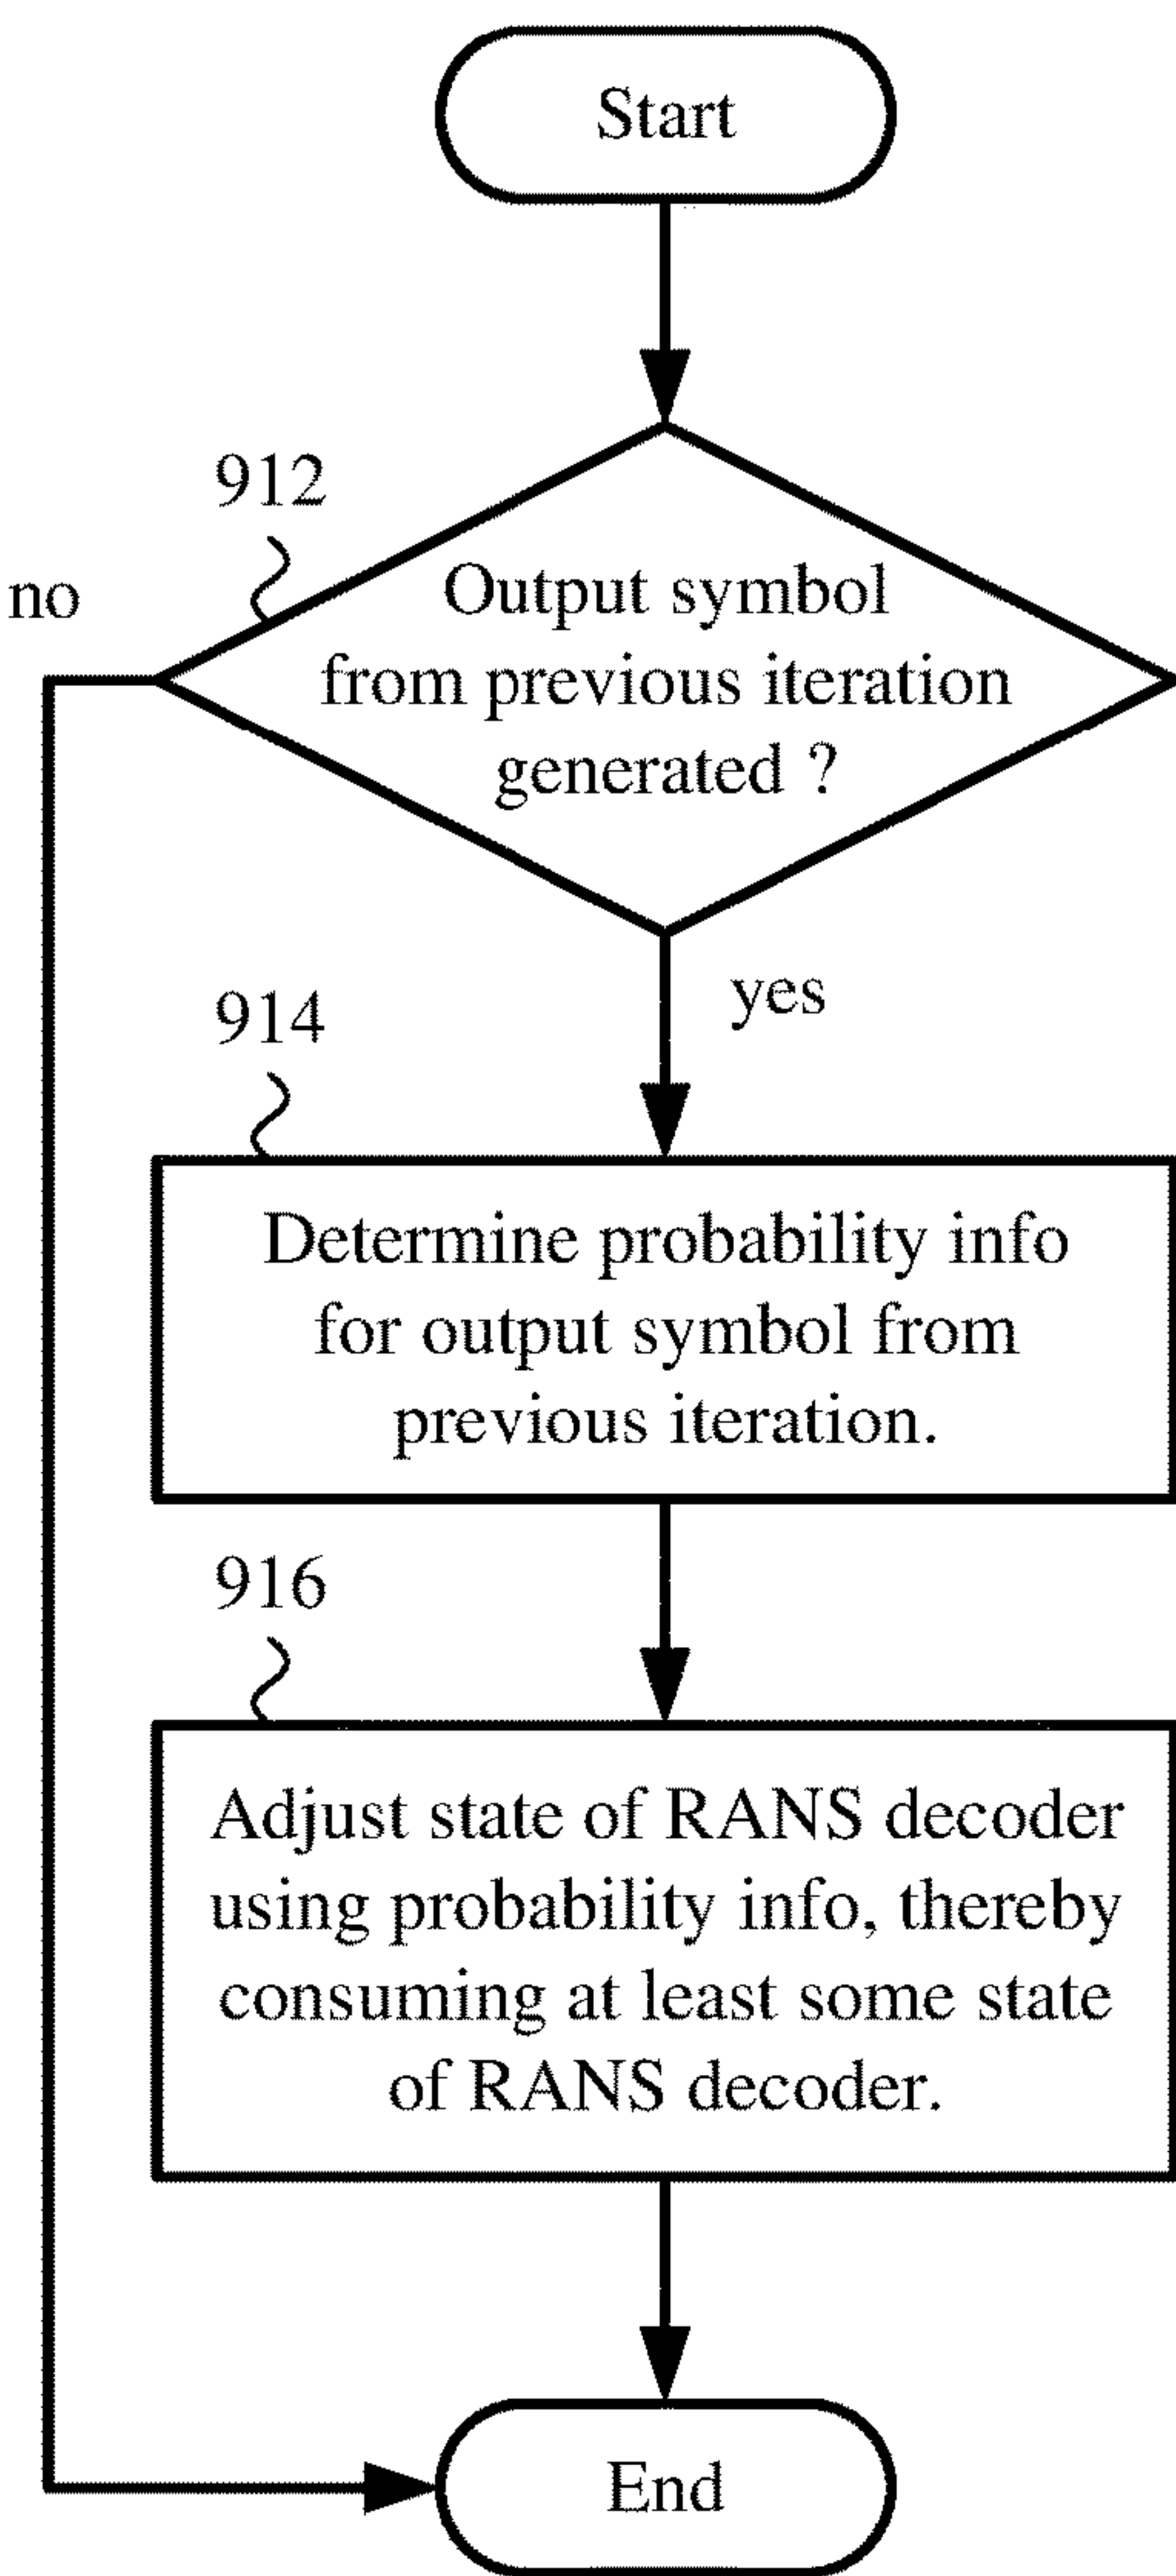 Start
912
no
Output symbol
from previous iteration
generated ?
yes
914
Determine probability info
for output symbol from
previous iteration.
916
Adjust state of RANS decoder
using probability info, thereby
consuming at least some state
of RANS decoder.
End